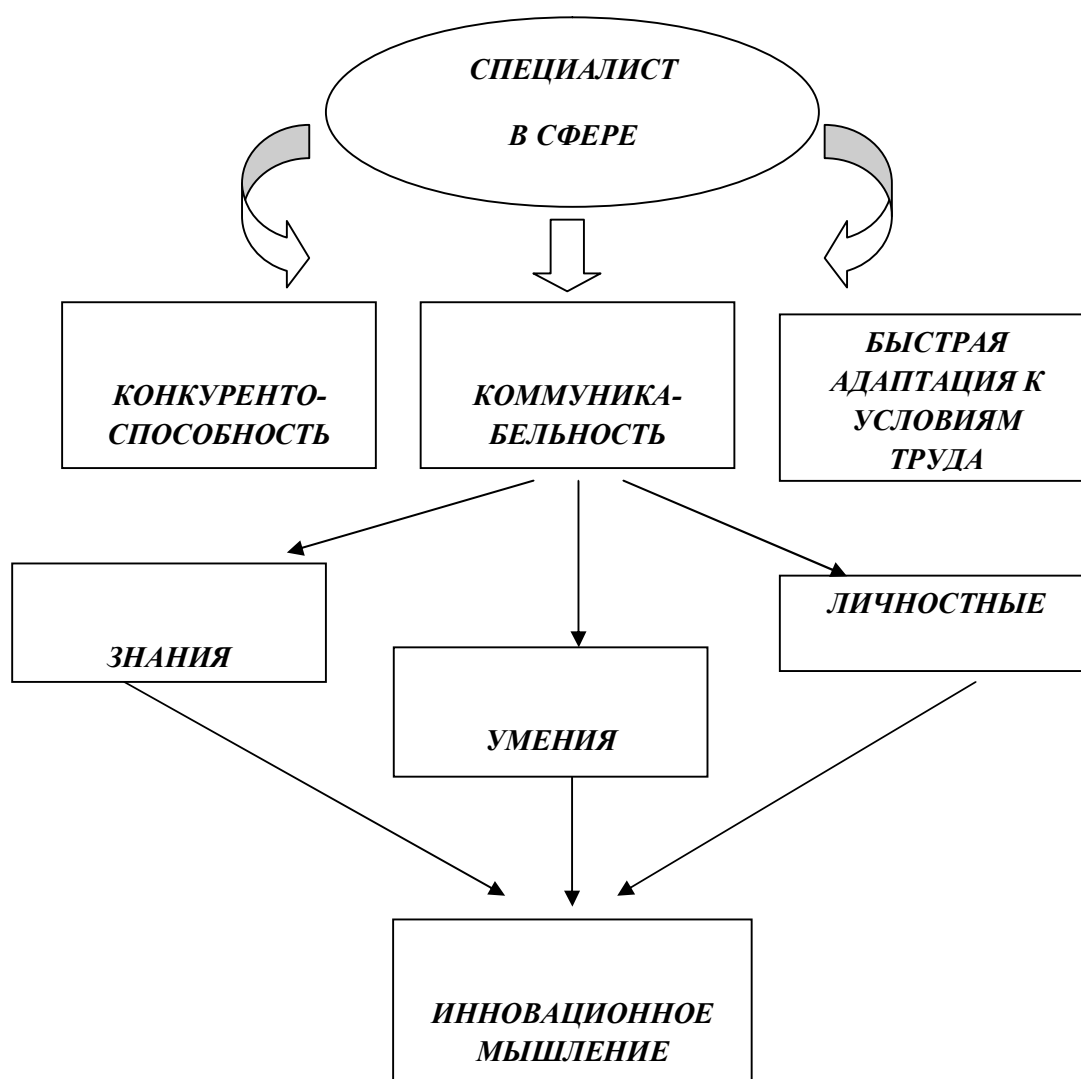 СПЕЦИАЛИСТ
В СФЕРЕ
КОНКУРЕНТО-
СПОСОБНОСТЬ
КОММУНИКА-
БЕЛЬНОСТЬ
БЫСТРАЯ
АДАПТАЦИЯ К
УСЛОВИЯМ
ТРУДА
ЗНАНИЯ
УМЕНИЯ
ЛИЧНОСТНЫЕ
ИННОВАЦИОННОЕ
МЫШЛЕНИЕ